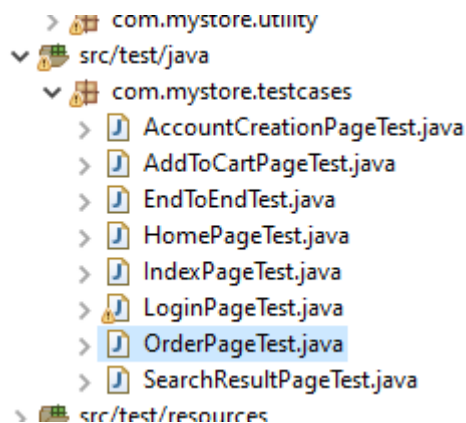 com.mystore.utility
src/test/java
com.mystore.testcases
AccountCreationPageTest.java
AddToCartPageTest.java
EndToEndTest.java
HomePageTest.java
IndexPageTest.java
LoginPageTest.java
OrderPageTest.java
SearchResultPageTest.java
src/test/resources